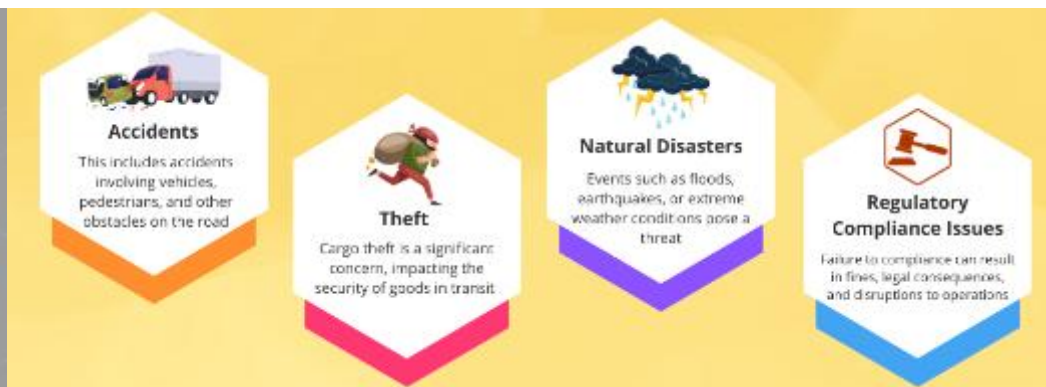 Accidents
This includes accidents
involving vehicles,
pedestrians, and other
obstacles on the road
Theft
Cargo theft is a significant
concern, impacting the
security of goods in transit
Natural Disasters
Events such as floods,
earthquakes, or extreme
weather conditions pose a
threat
Regulatory
Compliance Issues
Failure to compliance can result
in fines, legal consequences,
and disruptions to operations